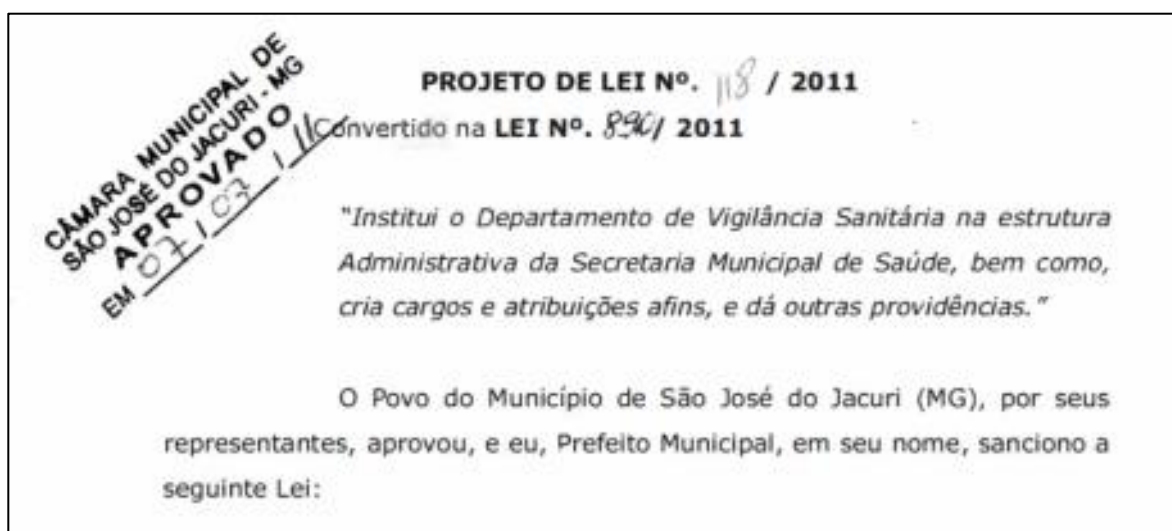 CÂMARA MUNICIPAL DE
SÃO JOSÉ DO JACURI - MG
APROVADO
EM 07 / 07 / 11
PROJETO DE LEI Nº. 118 / 2011
Convertido na LEI Nº. 890/ 2011
"Institui o Departamento de Vigilância Sanitária na estrutura
Administrativa da Secretaria Municipal de Saúde, bem como,
cria cargos e atribuições afins, e dá outras providências."
O Povo do Município de São José do Jacuri (MG), por seus
representantes, aprovou, e eu, Prefeito Municipal, em seu nome, sanciono a
seguinte Lei: